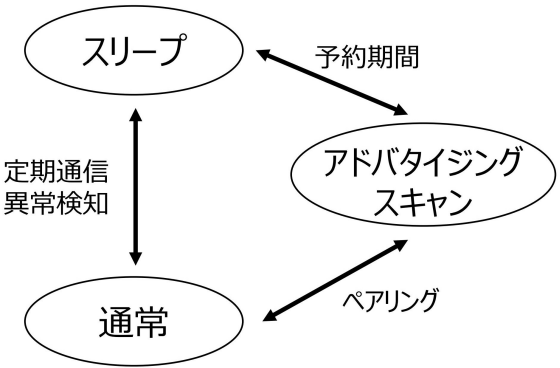 スリープ
予約期間
アドバタイジング
スキャン
定期通信
異常検知
ペアリング
通常